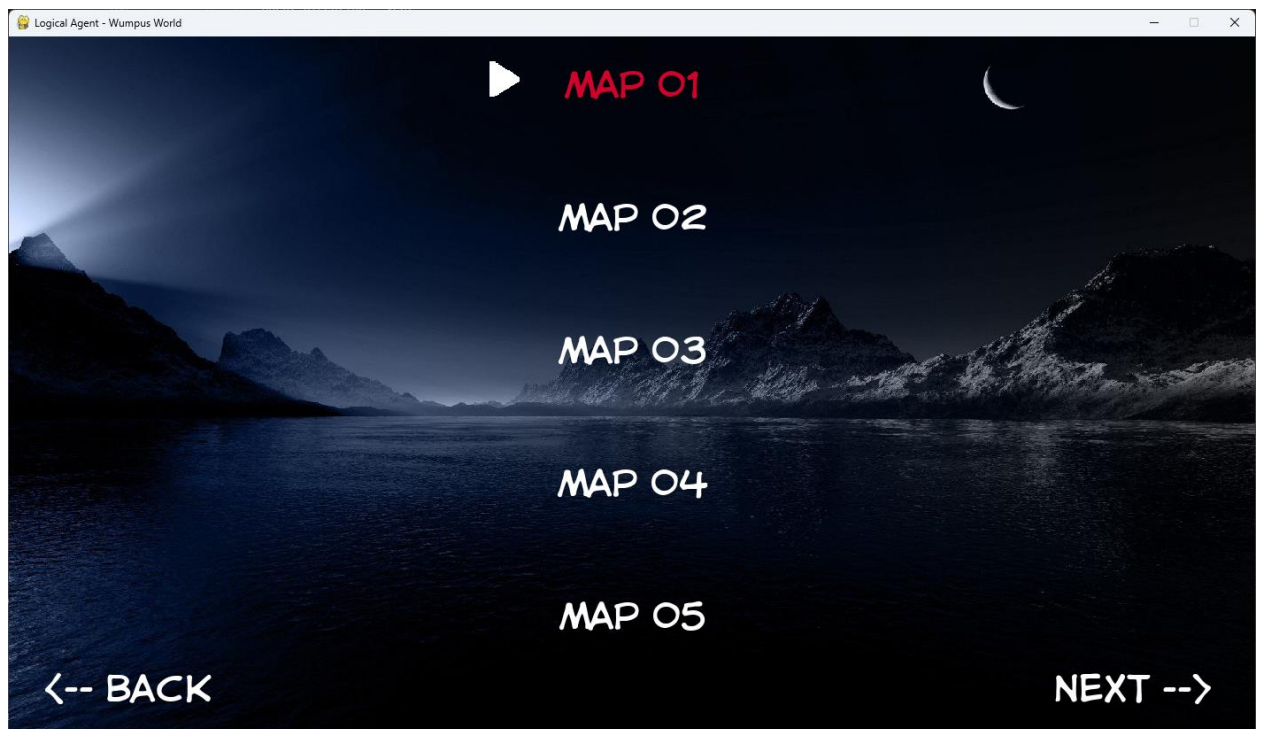 Logical Agent - Wumpus World
MAP 01
MAP 02
MAP 03
MAP 04
MAP 05
<-- BACK
NEXT -->